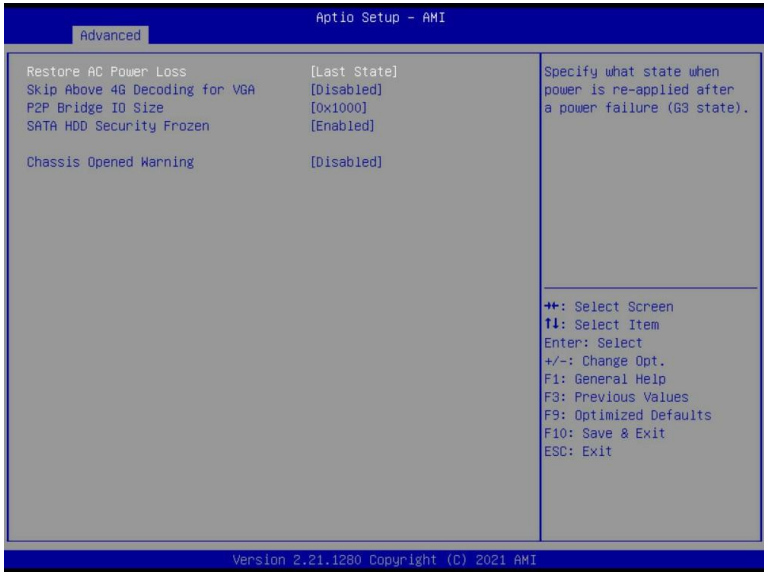 Aptio Setup - AMI
Advanced
Restore AC Power Loss [Last State]
Skip Above 4G Decoding for VGA [Disabled]
P2P Bridge IO Size [0x1000]
SATA HDD Security Frozen [Enabled]
Chassis Opened Warning [Disabled]
Specify what state when
power is re-applied after
a power failure (G3 state).
→←: Select Screen
↑↓: Select Item
Enter: Select
+/-: Change Opt.
F1: General Help
F3: Previous Values
F9: Optimized Defaults
F10: Save & Exit
ESC: Exit
Version 2.21.1280 Copyright (C) 2021 AMI